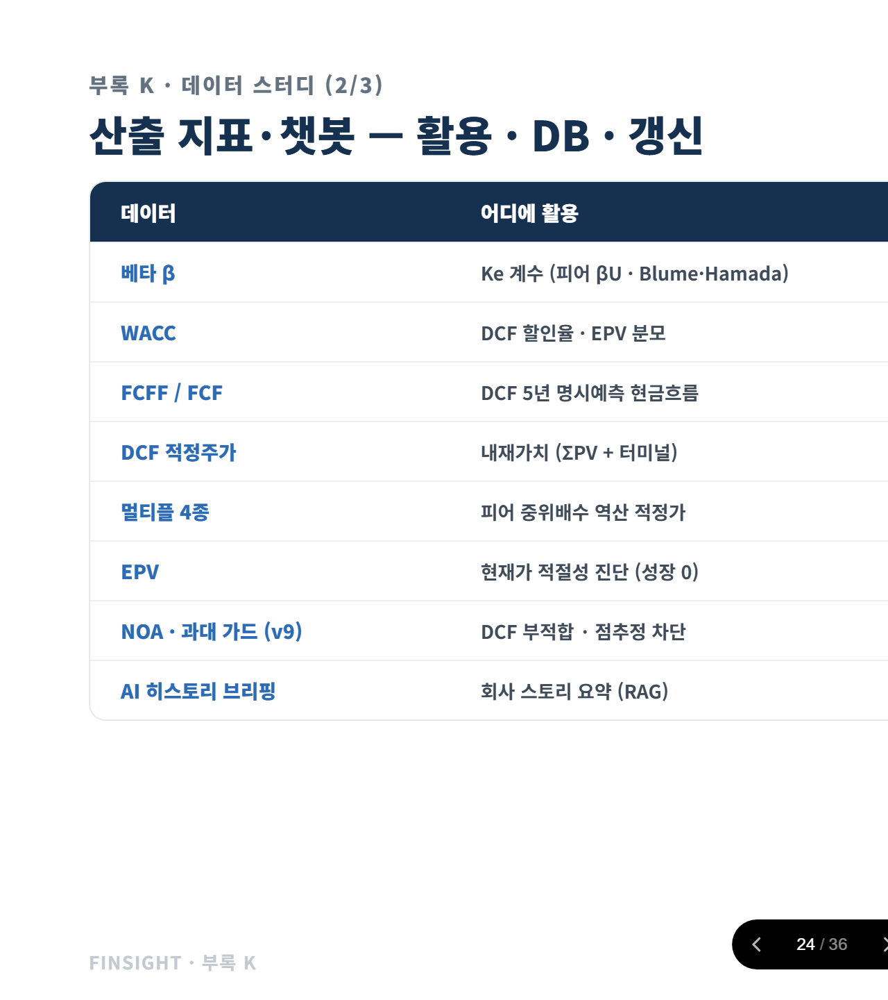 부록 K · 데이터 스터디 (2/3)
산출 지표·챗봇 — 활용 · DB · 갱신
데이터 어디에 활용
베타 β Ke 계수 (피어 βU · Blume·Hamada)
WACC DCF 할인율 · EPV 분모
FCFF / FCF DCF 5년 명시예측 현금흐름
DCF 적정주가 내재가치 (ΣPV + 터미널)
멀티플 4종 피어 중위배수 역산 적정가
EPV 현재가 적절성 진단 (성장 0)
NOA · 과대 가드 (v9) DCF 부적합 · 점추정 차단
AI 히스토리 브리핑 회사 스토리 요약 (RAG)
24 / 36
FINSIGHT · 부록 K